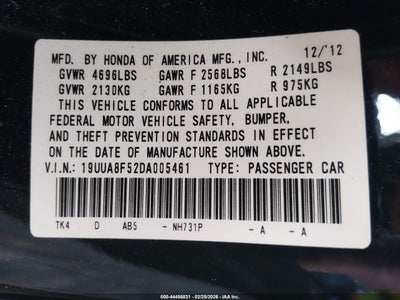 MFD. BY HONDA OF AMERICA MFG., INC. 12/'12
GVWR 4696LBS GAWR F 2568LBS R 2149LBS
GVWR 2130KG GAWR F 1165KG R 975KG
THIS VEHICLE CONFORMS TO ALL APPLICABLE
FEDERAL MOTOR VEHICLE SAFETY, BUMPER,
AND THEFT PREVENTION STANDARDS IN EFFECT
ON THE DATE OF MANUFACTURE SHOWN ABOVE.
V.I.N.: 19UUA8F52DA005461 TYPE: PASSENGER CAR
TK4 D AB5 - NH731P - A - A
000-44458831 - 02/25/2026 - IAA Inc.